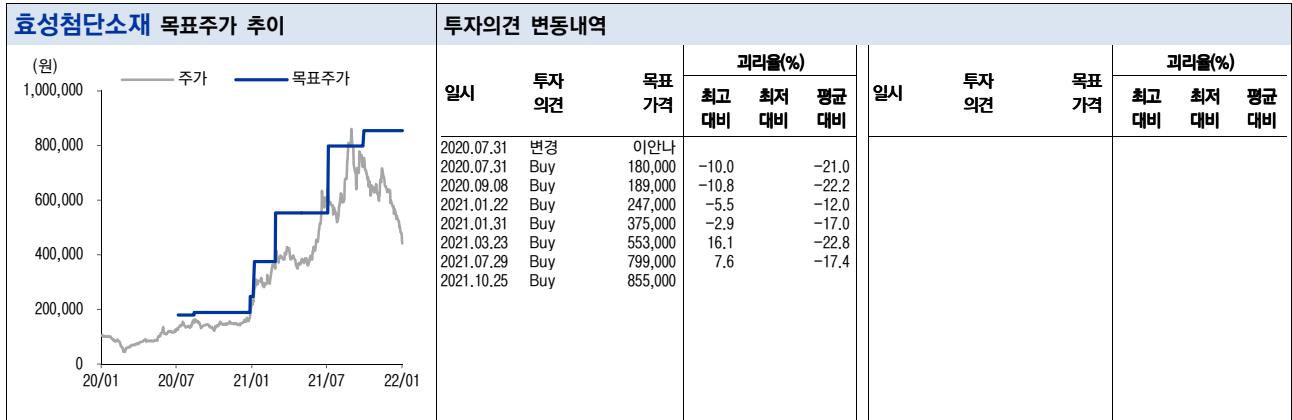 효성첨단소재 목표주가 추이
(원)
주가 목표주가
1,000,000
800,000
600,000
400,000
200,000
0
20/01 20/07 21/01 21/07 22/01
투자의견 변동내역
일시 투자의견 목표가격 괴리율(%)
최고대비 최저대비 평균대비
2020.07.31 변경 이안나
2020.07.31 Buy 180,000 -10.0 -21.0
2020.09.08 Buy 189,000 -10.8 -22.2
2021.01.22 Buy 247,000 -5.5 -12.0
2021.01.31 Buy 375,000 -2.9 -17.0
2021.03.23 Buy 553,000 16.1 -22.8
2021.07.29 Buy 799,000 7.6 -17.4
2021.10.25 Buy 855,000
일시 투자의견 목표가격 괴리율(%)
최고대비 최저대비 평균대비